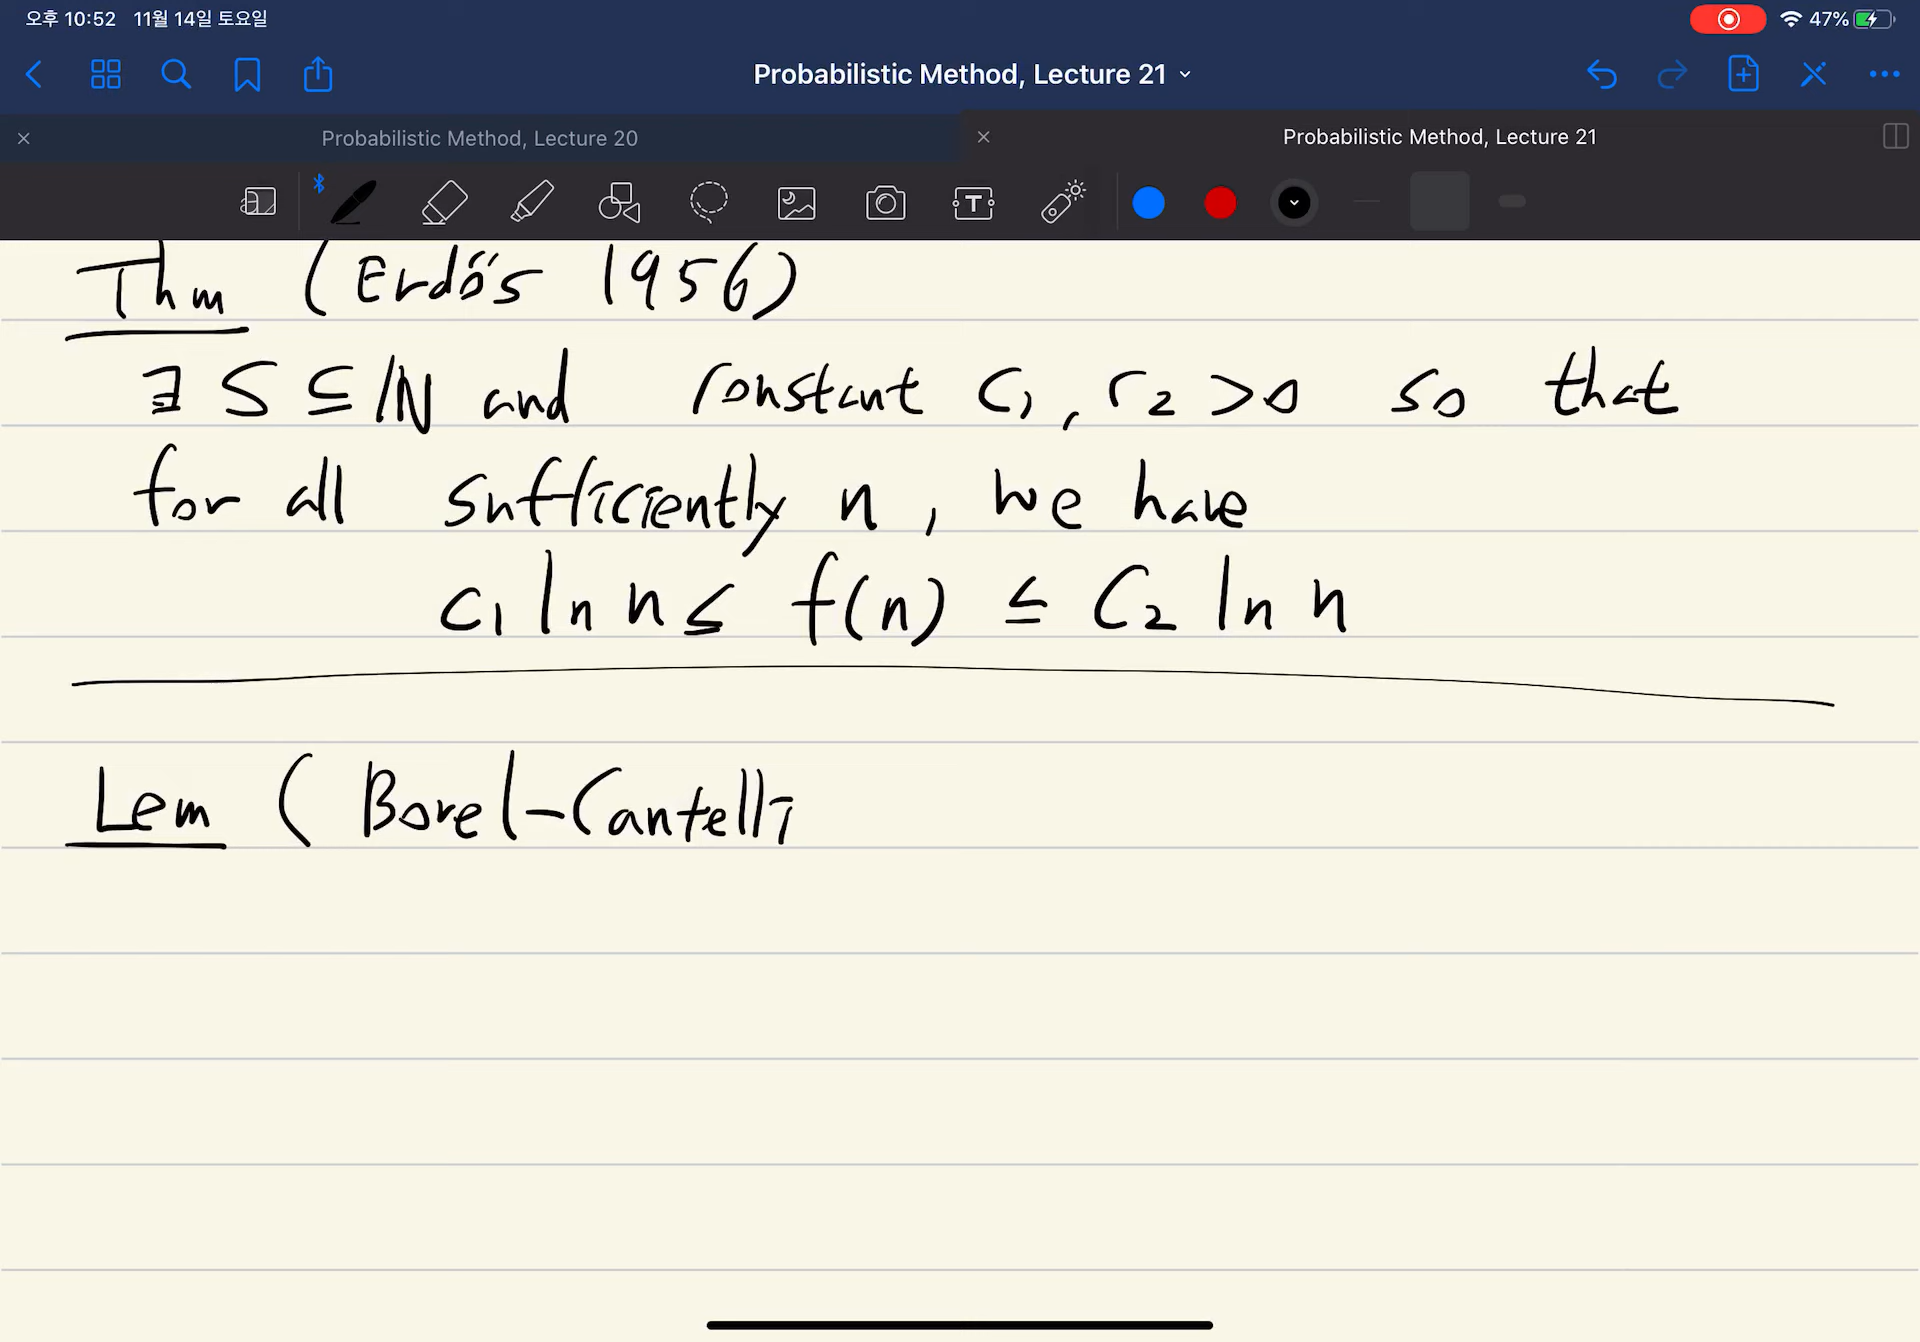 오후 10:52 11월 14일 토요일 47%
Probabilistic Method, Lecture 21
Probabilistic Method, Lecture 20 Probabilistic Method, Lecture 21
Thm (Erdős 1956)
∃ S ⊆ ℕ and constant C₁, C₂ > 0 so that
for all sufficiently n, we have
C₁ ln n ≤ f(n) ≤ C₂ ln n
Lem ( Borel-Cantelli